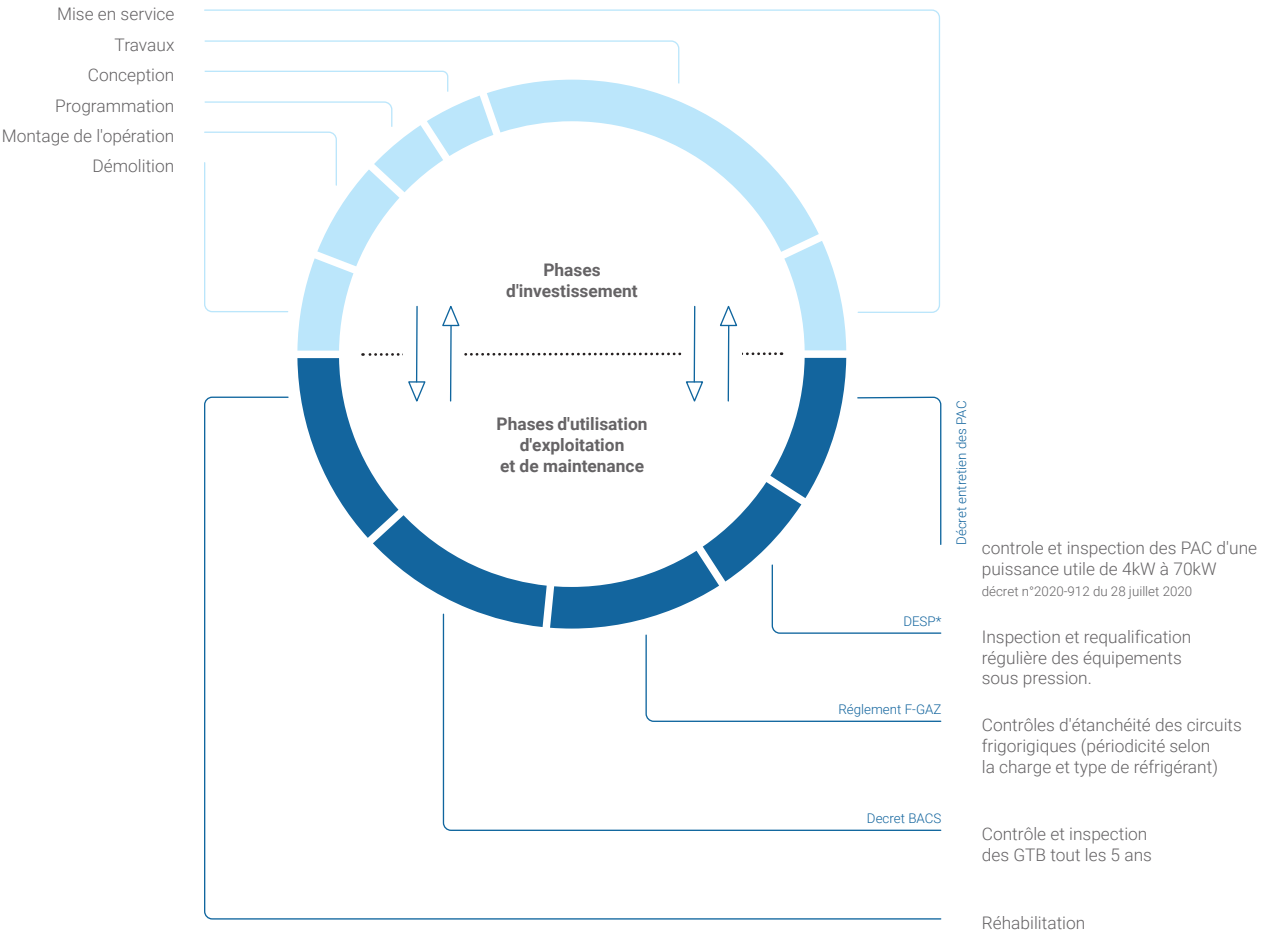 Mise en service
Travaux
Conception
Programmation
Montage de l'opération
Démolition
Phases
d'investissement
Phases d'utilisation
d'exploitation
et de maintenance
Décret entretien des PAC
controle et inspection des PAC d'une
puissance utile de 4kW à 70kW
décret n°2020-912 du 28 juillet 2020
DESP*
Inspection et requalification
régulière des équipements
sous pression.
Réglement F-GAZ
Contrôles d'étanchéité des circuits
frigorigiques (périodicité selon
la charge et type de réfrigérant)
Decret BACS
Contrôle et inspection
des GTB tout les 5 ans
Réhabilitation